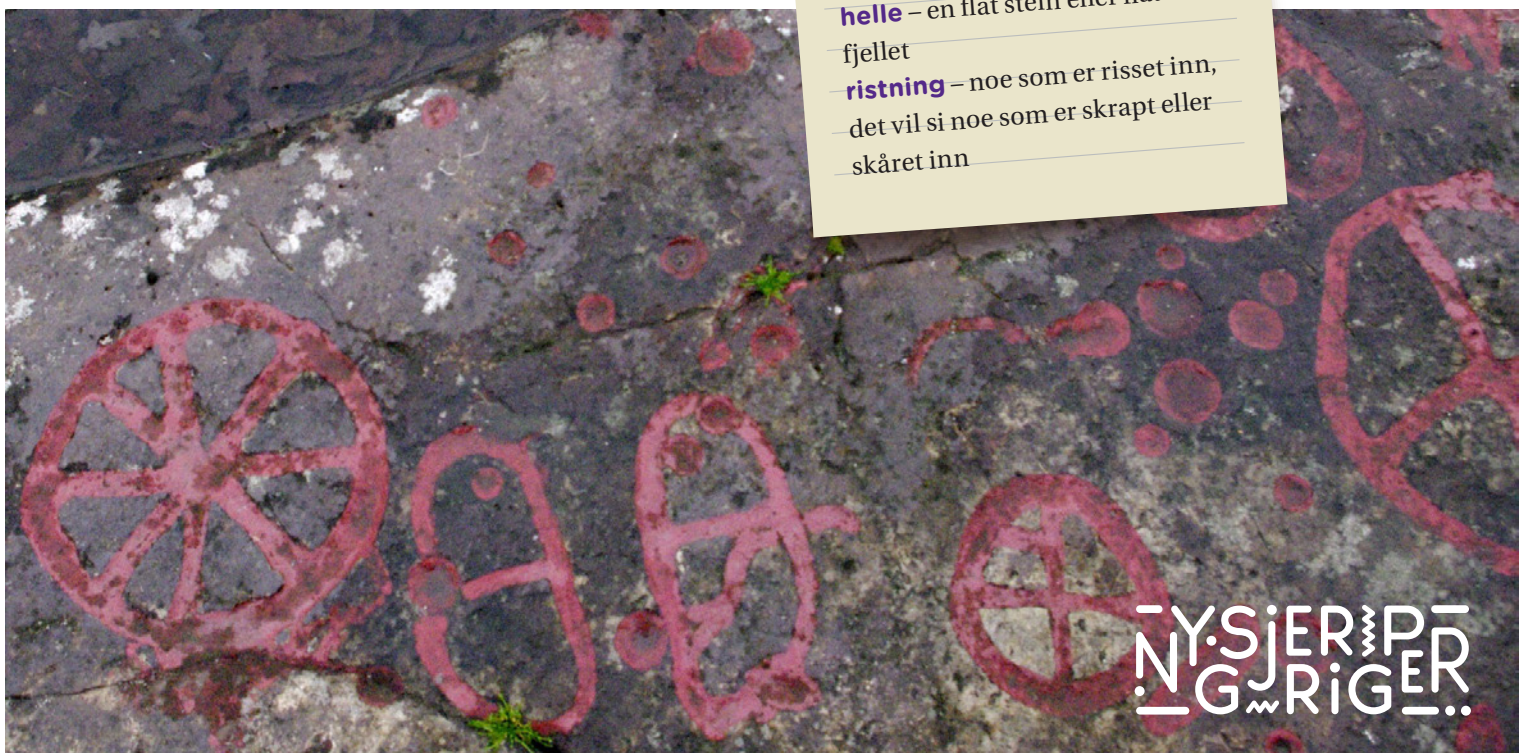 helle – en flat stein eller
fjellet
ristning – noe som er risset inn,
det vil si noe som er skrapt eller
skåret inn
NYSGJERRIGPER